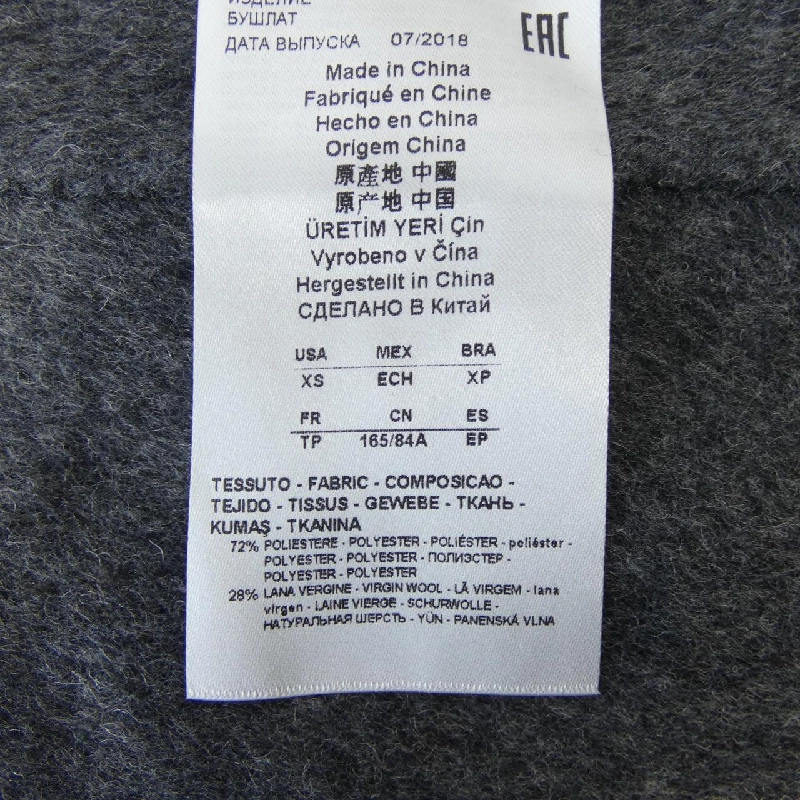 ИЗДЕЛИЕ
БУШЛАТ
ДАТА ВЫПУСКА 07/2018 EAC
Made in China
Fabriqué en Chine
Hecho en China
Origem China
原產地 中國
原产地 中国
ÜRETİM YERİ Çin
Vyrobeno v Čína
Hergestellt in China
СДЕЛАНО В Китай
USA MEX BRA
XS ECH XP
FR CN ES
TP 165/84A EP
TESSUTO - FABRIC - COMPOSICAO -
TEJIDO - TISSUS - GEWEBE - ТКАНЬ -
KUMAŞ - TKANINA
72% POLIESTERE - POLYESTER - POLIÉSTER - poliéster -
POLYESTER - POLYESTER - ПОЛИЭСТЕР -
POLYESTER - POLYESTER
28% LANA VERGINE - VIRGIN WOOL - LÃ VIRGEM - lana
virgen - LAINE VIERGE - SCHURWOLLE -
НАТУРАЛЬНАЯ ШЕРСТЬ - YÜN - PANENSKÁ VLNA